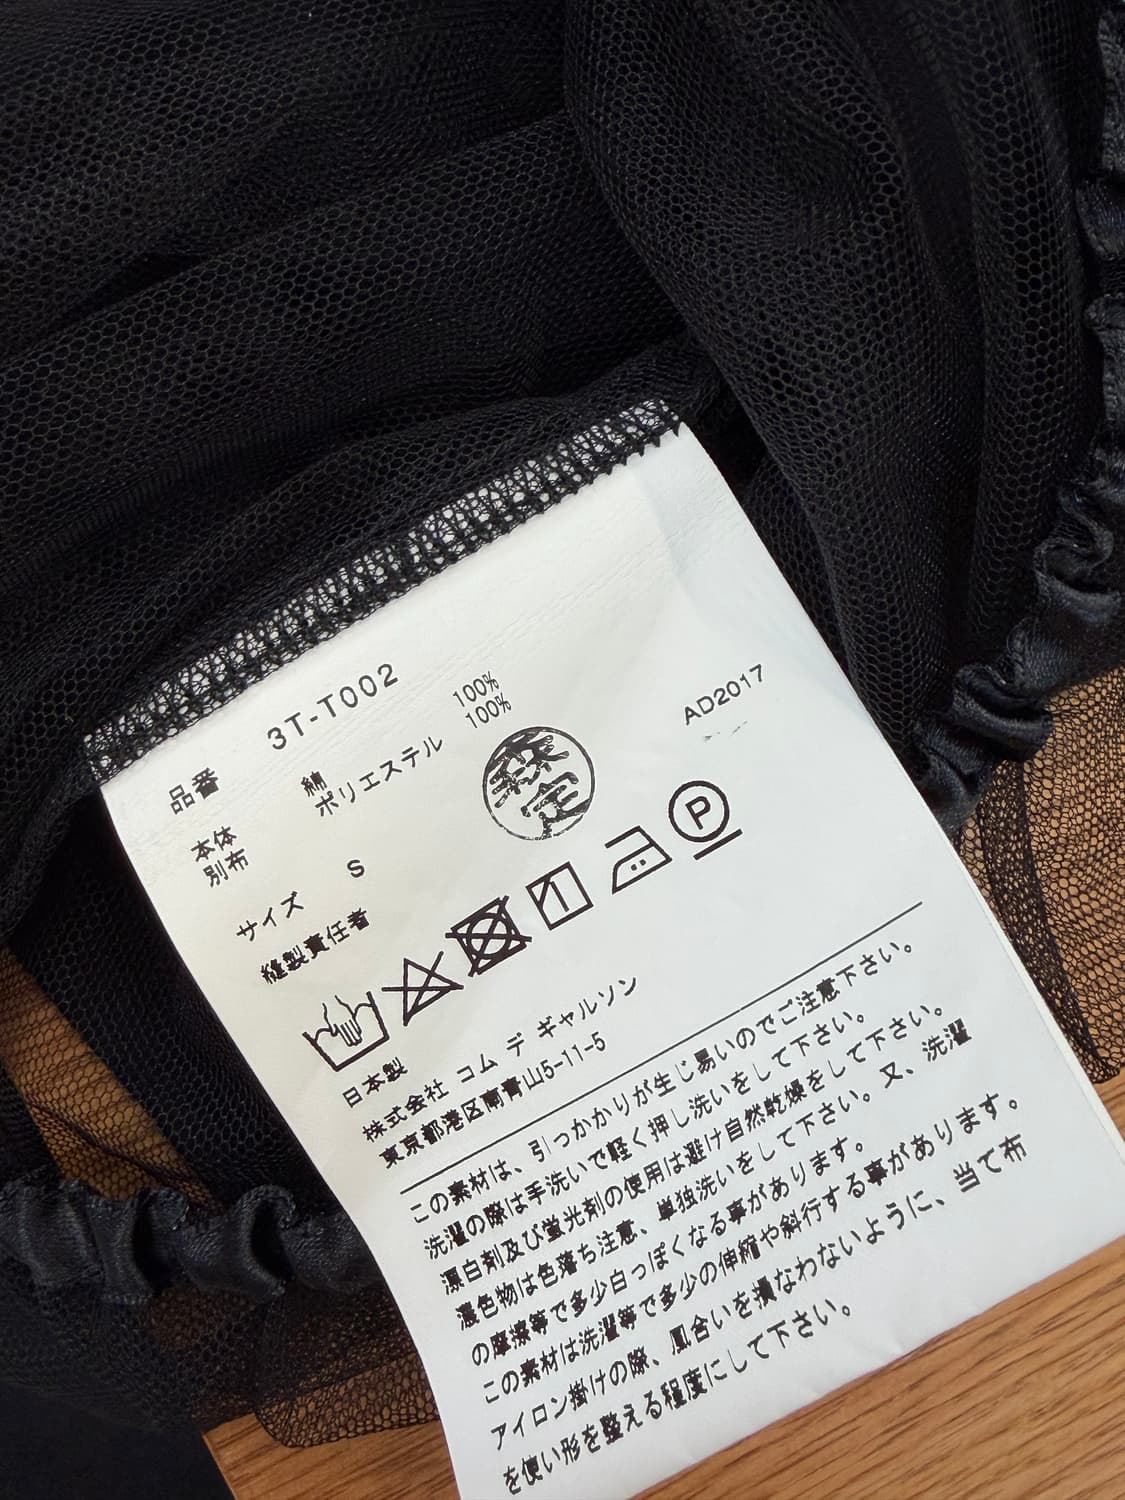 品番 3T-T002
本体 綿 100%
別布 ポリエステル 100%
AD2017
サイズ S
縫製責任者
森定
P
日本製
株式会社 コム デ ギャルソン
東京都港区南青山5-11-5
この素材は、引っかかりが生じ易いのでご注意下さい。
洗濯の際は手洗いで軽く押し洗いをして下さい。
漂白剤及び蛍光剤の使用は避け自然乾燥をして下さい。
濃色物は色落ち注意、単独洗いをして下さい。又、洗濯
の摩擦等で多少白っぽくなる事があります。
この素材は洗濯等で多少の伸縮や斜行する事があります。
アイロン掛けの際、風合いを損なわないように、当て布
を使い形を整える程度にして下さい。